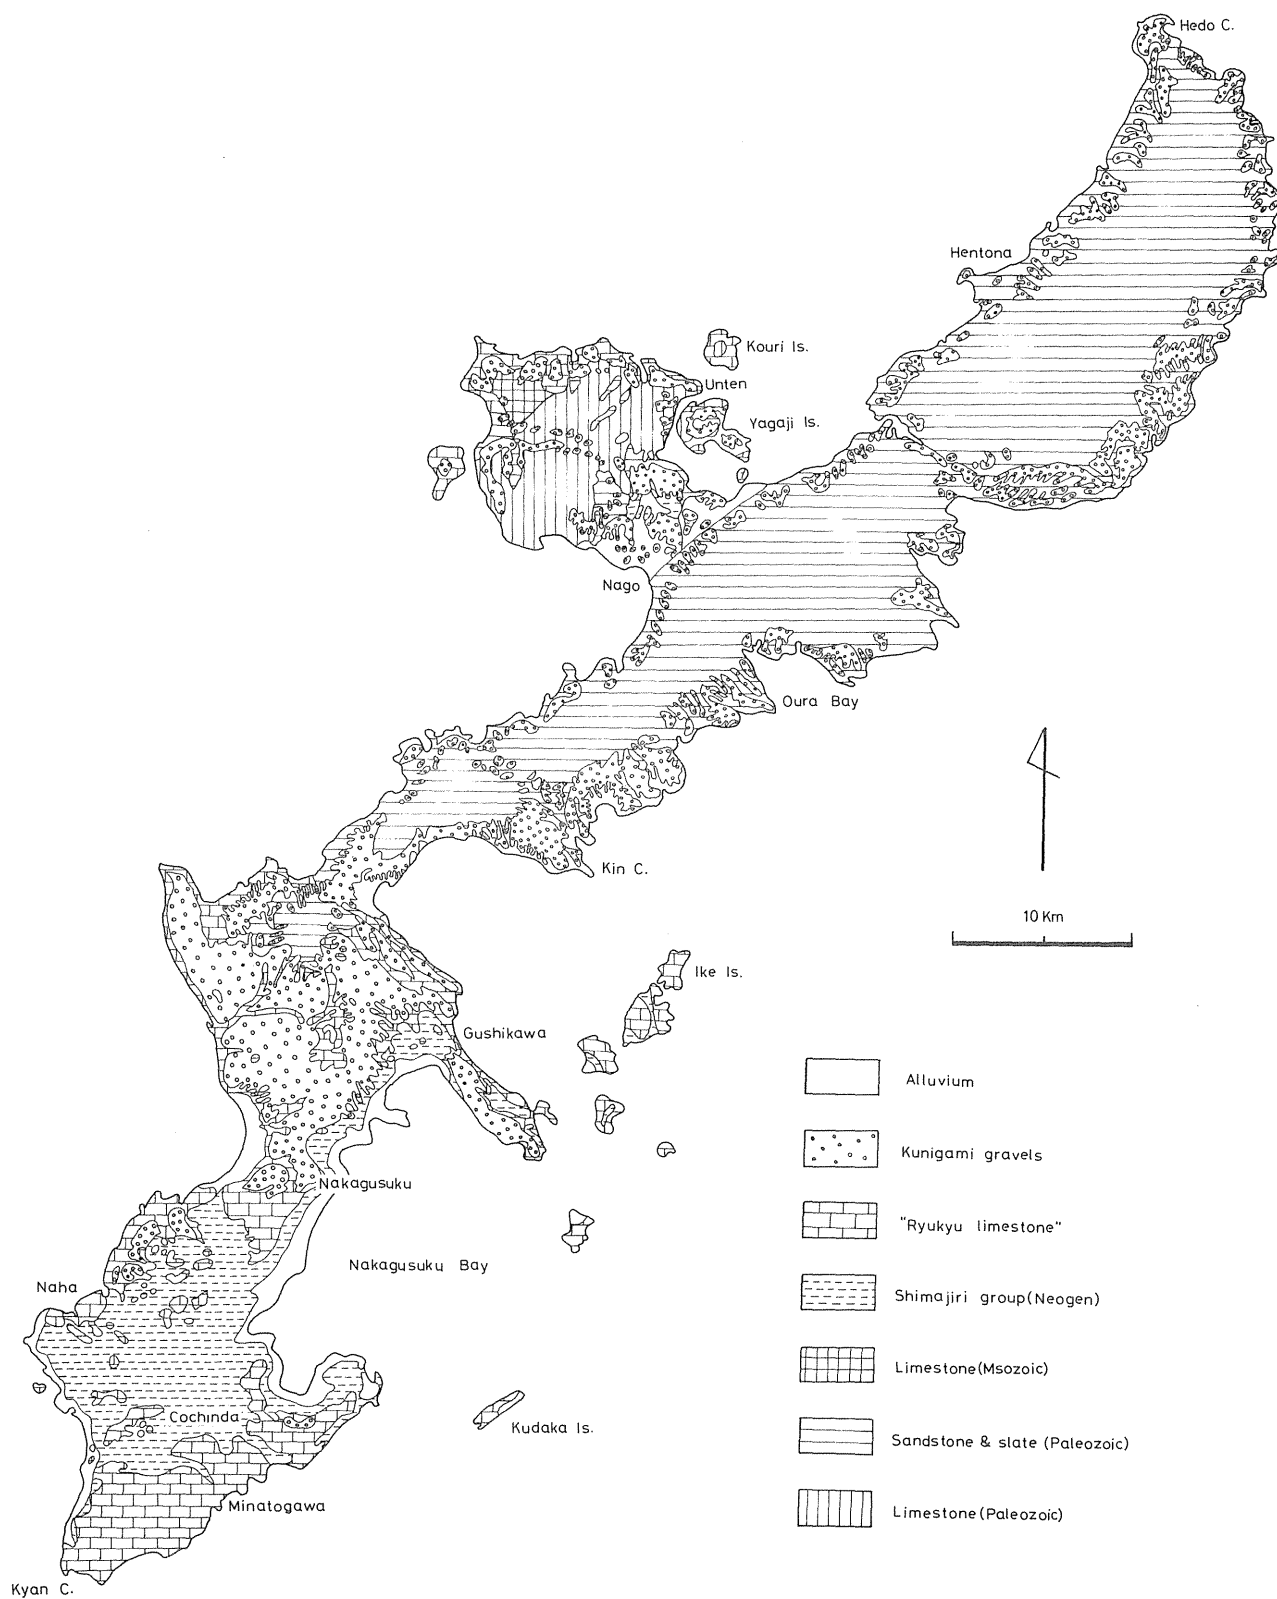 Hedo C.
Hentona
Kouri Is.
Unten
Yagaji Is.
Nago
Oura Bay
Kin C.
10 Km
Ike Is.
Gushikawa
Alluvium
Kunigami gravels
Nakagusuku
"Ryukyu limestone"
Nakagusuku Bay
Naha
Shimajiri group(Neogen)
Limestone(Msozoic)
Cochinda
Kudaka Is.
Sandstone & slate (Paleozoic)
Minatogawa
Limestone(Paleozoic)
Kyan C.